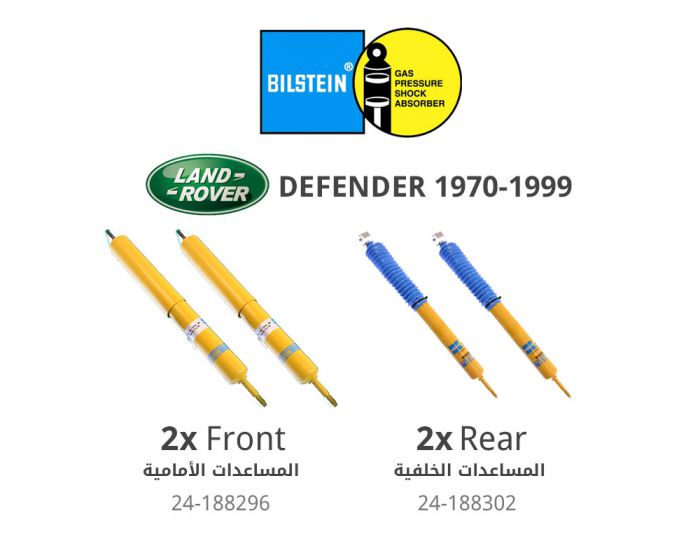 BILSTEIN®
GAS
PRESSURE
SHOCK
ABSORBER
LAND-
-ROVER
DEFENDER 1970-1999
2x Front
المساعدات الأمامية
24-188296
2x Rear
المساعدات الخلفية
24-188302